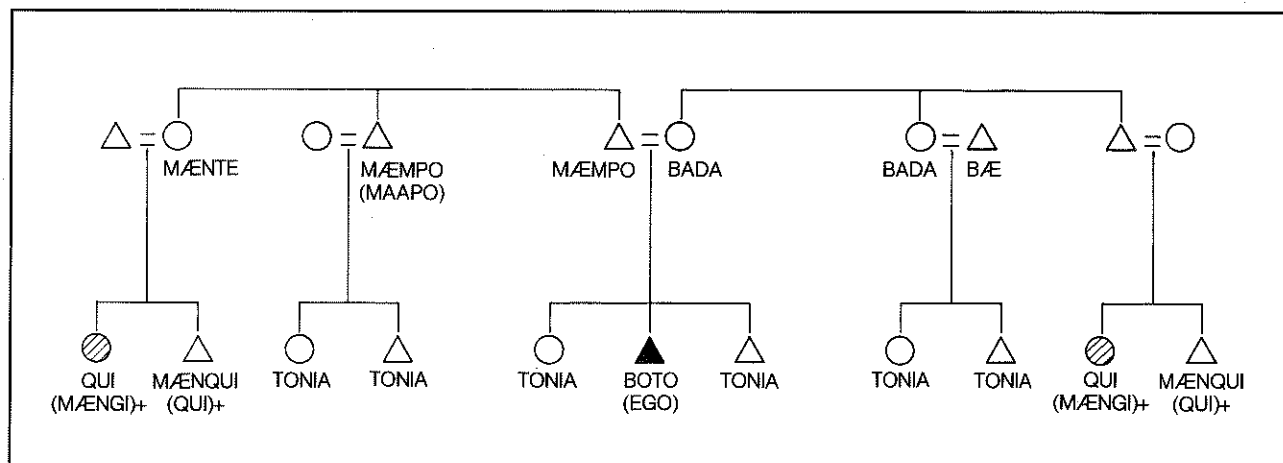 MÆNTE
MÆMPO
(MAAPO)
MÆMPO
BADA
BADA
BÆ
QUI
(MÆNGI)+
MÆNQUI
(QUI)+
TONIA
TONIA
TONIA
BOTO
(EGO)
TONIA
TONIA
TONIA
QUI
(MÆNGI)+
MÆNQUI
(QUI)+